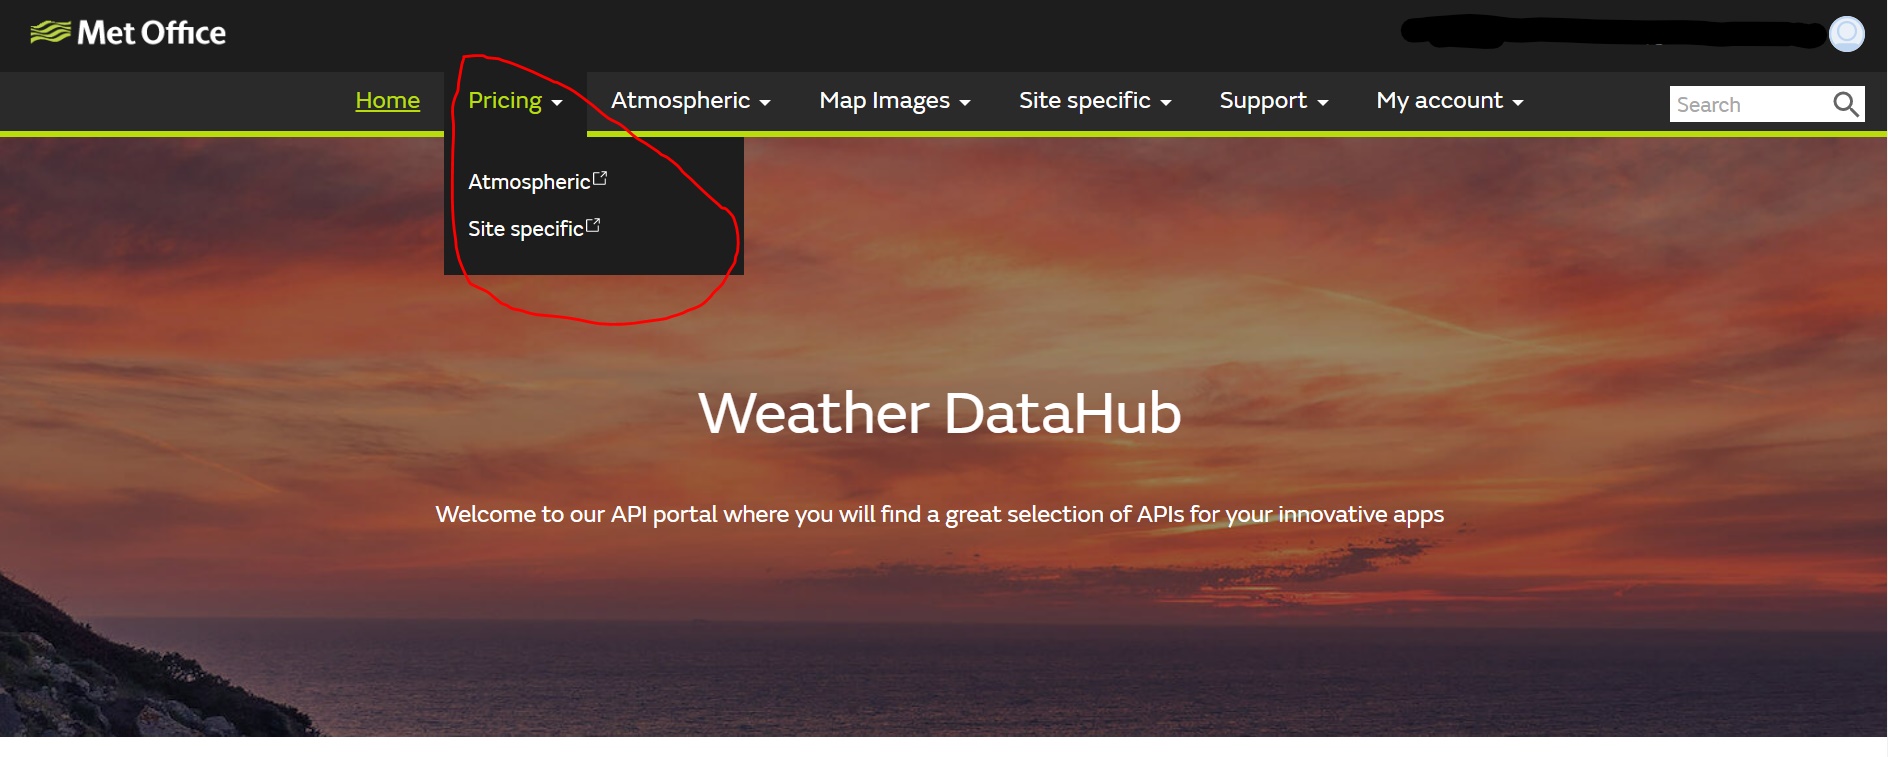 Met Office
Home Pricing Atmospheric Map Images Site specific Support My account Search
Atmospheric
Site specific
Weather DataHub
Welcome to our API portal where you will find a great selection of APIs for your innovative apps